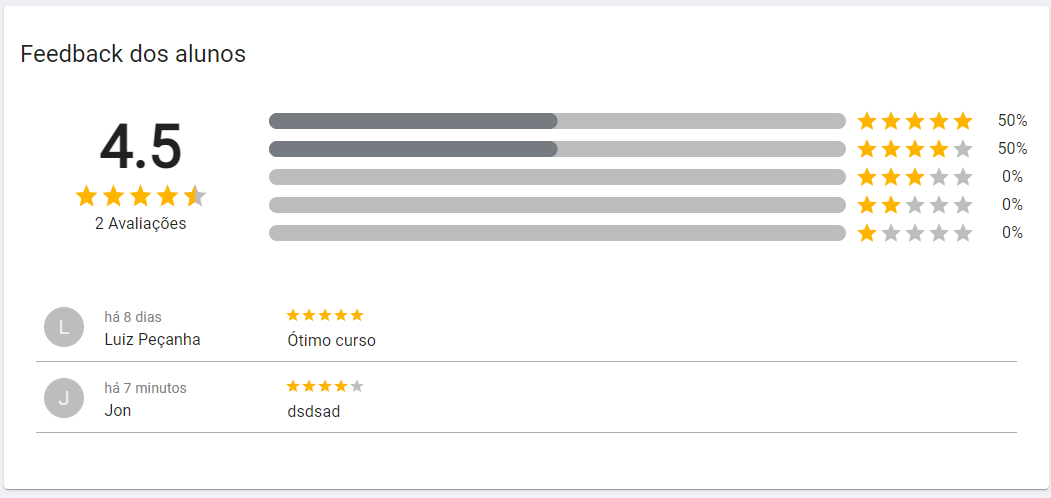 Feedback dos alunos
4.5
2 Avaliações
50%
50%
0%
0%
0%
L
há 8 dias
Luiz Peçanha
Ótimo curso
J
há 7 minutos
Jon
dsdsad